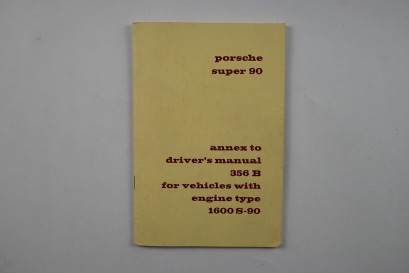 porsche
super 90
annex to
driver's manual
356 B
for vehicles with
engine type
1600 S-90